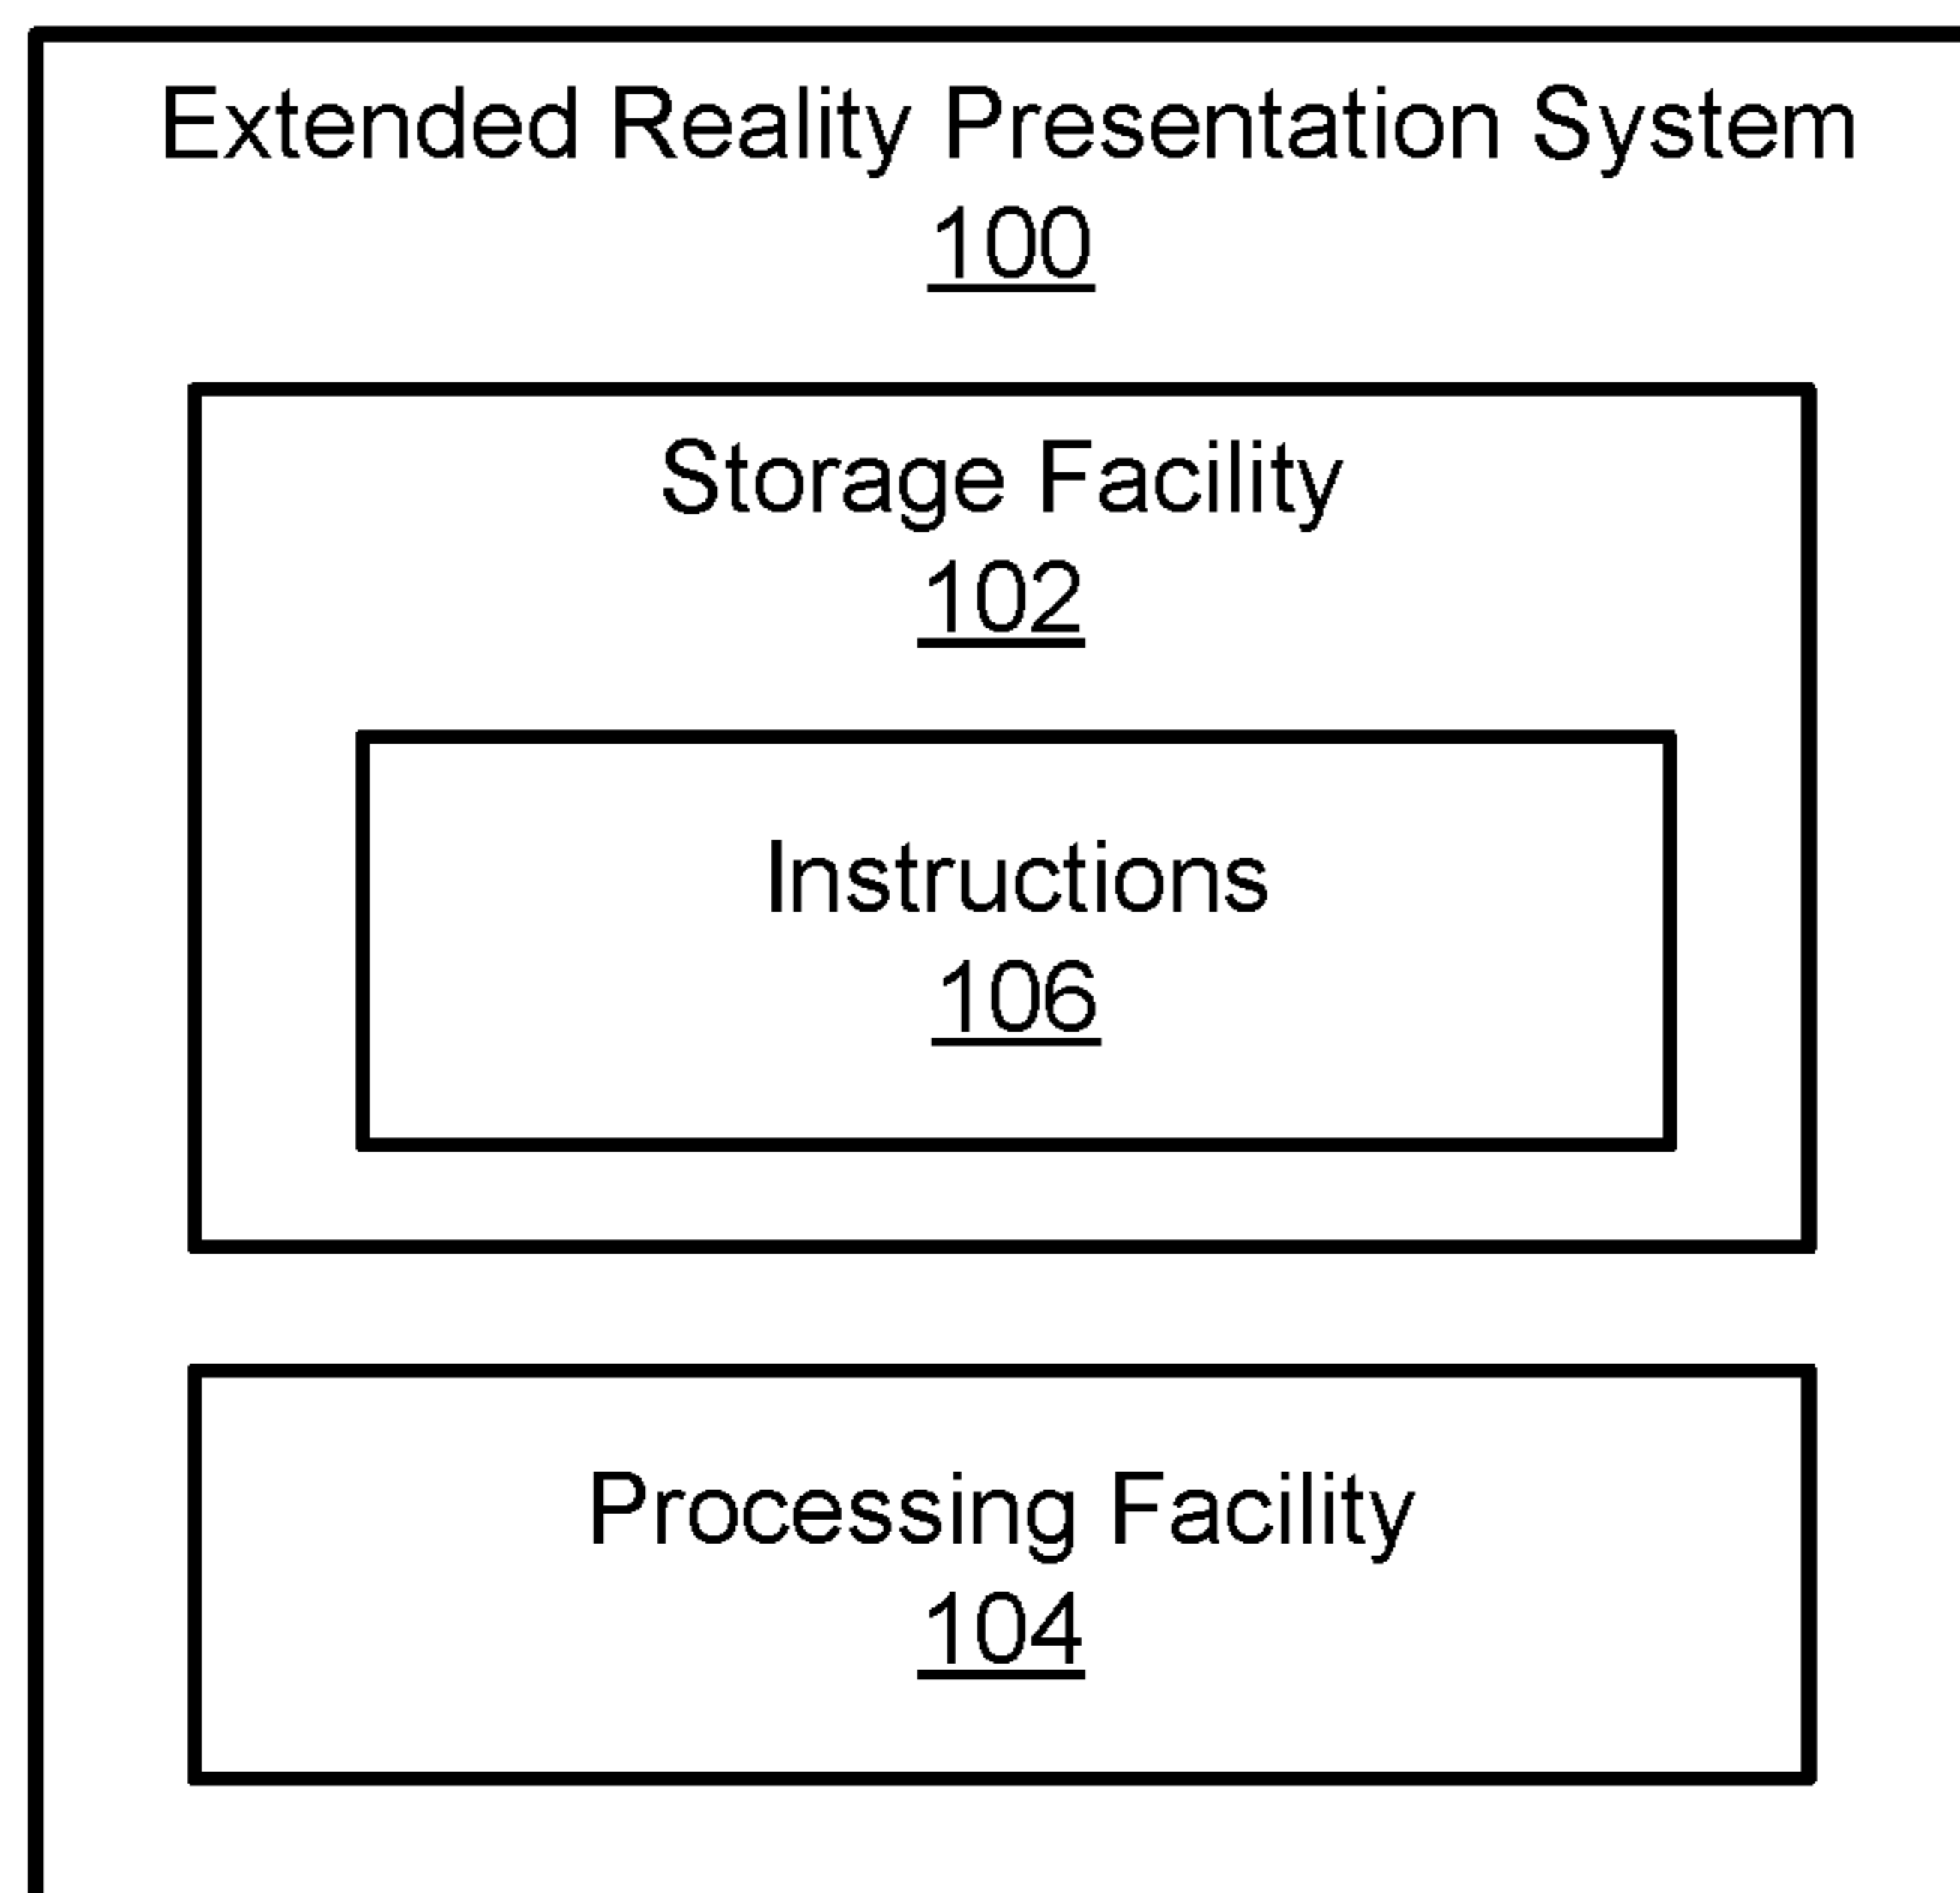 Extended Reality Presentation System
100
Storage Facility
102
Instructions
106
Processing Facility
104